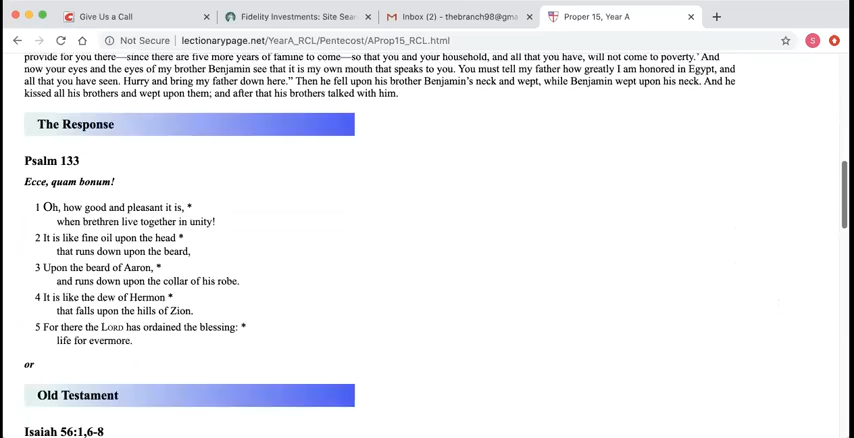 Give Us a Call
Fidelity Investments: Site Sear
Inbox (2) - thebranch98@gma
Proper 15, Year A
Not Secure | lectionarypage.net/YearA_RCL/Pentecost/AProp15_RCL.html
S
provide for you there—since there are five more years of famine to come—so that you and your household, and all that you have, will not come to poverty.’ And
now your eyes and the eyes of my brother Benjamin see that it is my own mouth that speaks to you. You must tell my father how greatly I am honored in Egypt, and
all that you have seen. Hurry and bring my father down here.” Then he fell upon his brother Benjamin’s neck and wept, while Benjamin wept upon his neck. And he
kissed all his brothers and wept upon them; and after that his brothers talked with him.
The Response
Psalm 133
Ecce, quam bonum!
1 Oh, how good and pleasant it is, *
when brethren live together in unity!
2 It is like fine oil upon the head *
that runs down upon the beard,
3 Upon the beard of Aaron, *
and runs down upon the collar of his robe.
4 It is like the dew of Hermon *
that falls upon the hills of Zion.
5 For there the LORD has ordained the blessing: *
life for evermore.
or
Old Testament
Isaiah 56:1,6-8